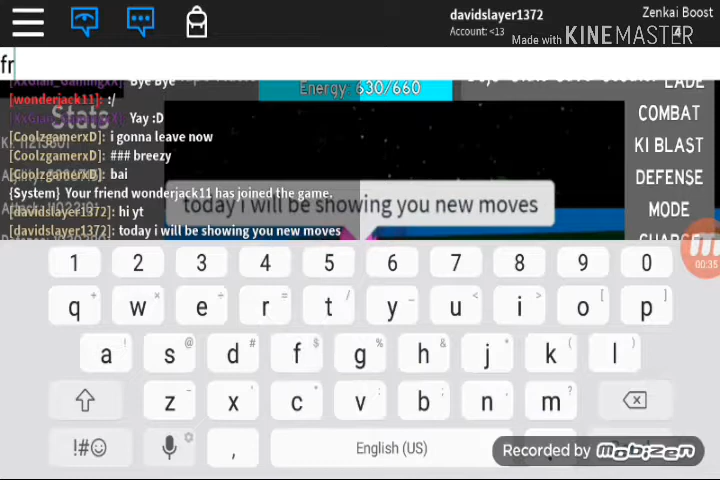 davidslayer1372
Account: <13
Zenkai Boost
Made with KINEMASTER
fr
Energy: 630/660
Bye Bye
[wonderjack11]: :/
Yay :D
Stats
[CoolzgamerxD]: i gonna leave now
[CoolzgamerxD]: ### breezy
[CoolzgamerxD]: bai
{System} Your friend wonderjack11 has joined the game.
[davidslayer1372]: hi yt
[davidslayer1372]: today i will be showing you new moves
today i will be showing you new moves
COMBAT
KI BLAST
DEFENSE
MODE
CHARGE
00:35
1 2 3 4 5 6 7 8 9 0
q w e r t y u i o p
a s d f g h j k l
z x c v b n m
!#☺ , English (US)
Recorded by mobizen